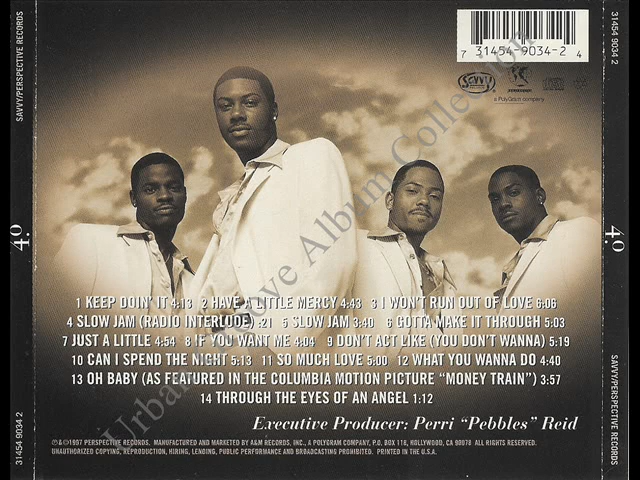 SAVVY/PERSPECTIVE RECORDS
4.0
31454 9034 2
31454 9034 2
4.0
SAVVY/PERSPECTIVE RECORDS
7 31454-9034-2 4
Savvy
a PolyGram company
1 KEEP DOIN' IT 4:13 2 HAVE A LITTLE MERCY 4:43 3 I WON'T RUN OUT OF LOVE 6:06
4 SLOW JAM (RADIO INTERLUDE) :21 5 SLOW JAM 3:40 6 GOTTA MAKE IT THROUGH 5:03
7 JUST A LITTLE 4:54 8 IF YOU WANT ME 4:04 9 DON'T ACT LIKE (YOU DON'T WANNA) 5:19
10 CAN I SPEND THE NIGHT 5:13 11 SO MUCH LOVE 5:00 12 WHAT YOU WANNA DO 4:40
13 OH BABY (AS FEATURED IN THE COLUMBIA MOTION PICTURE "MONEY TRAIN") 3:57
14 THROUGH THE EYES OF AN ANGEL 1:12
Executive Producer: Perri "Pebbles" Reid
℗&©1997 PERSPECTIVE RECORDS. MANUFACTURED AND MARKETED BY A&M RECORDS, INC., A POLYGRAM COMPANY, P.O. BOX 118, HOLLYWOOD, CA 90078 ALL RIGHTS RESERVED.
UNAUTHORIZED COPYING, REPRODUCTION, HIRING, LENDING, PUBLIC PERFORMANCE AND BROADCASTING PROHIBITED. PRINTED IN THE U.S.A.
Urban Groove Album Collection